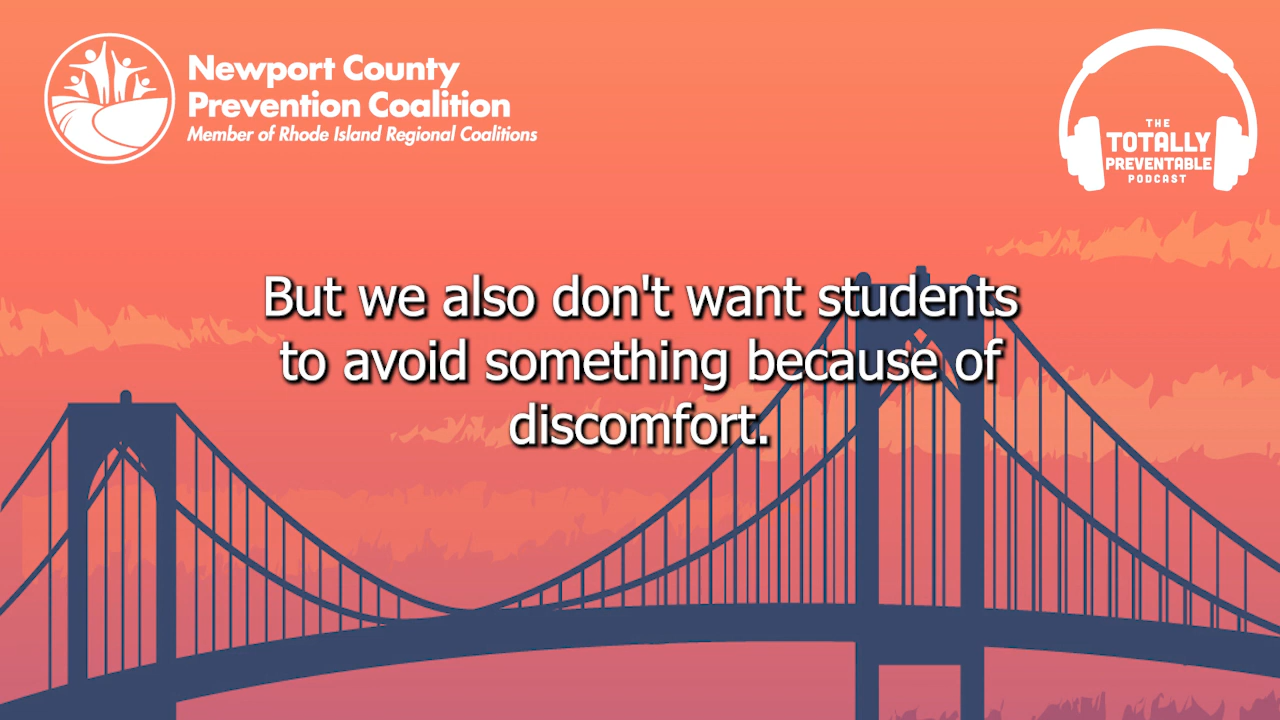 Newport County
Prevention Coalition
Member of Rhode Island Regional Coalitions
THE
TOTALLY
PREVENTABLE
PODCAST
But we also don't want students
to avoid something because of
discomfort.